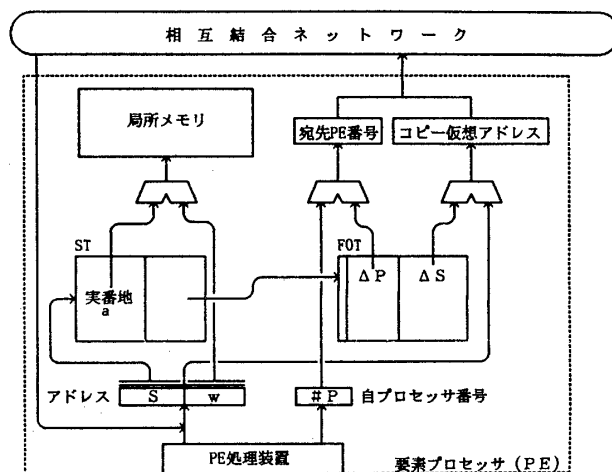 相互結合ネットワーク
局所メモリ
宛先PE番号
コピー仮想アドレス
ST
FOT
実番地
a
ΔP
ΔS
アドレス
S
w
#P
自プロセッサ番号
PE処理装置
要素プロセッサ(PE)